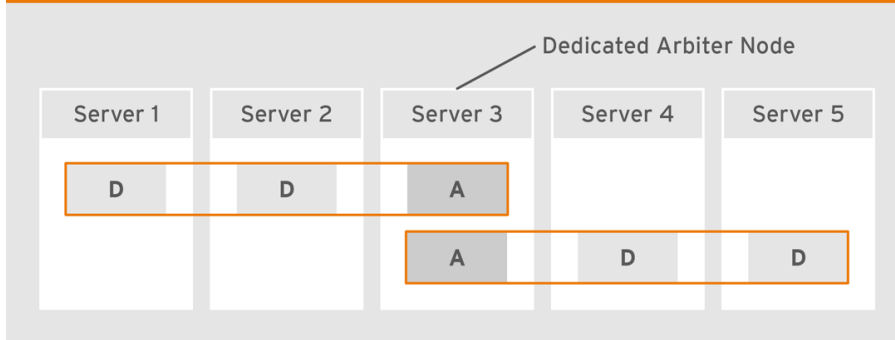 Dedicated Arbiter Node
Server 1 Server 2 Server 3 Server 4 Server 5
D D A
A D D